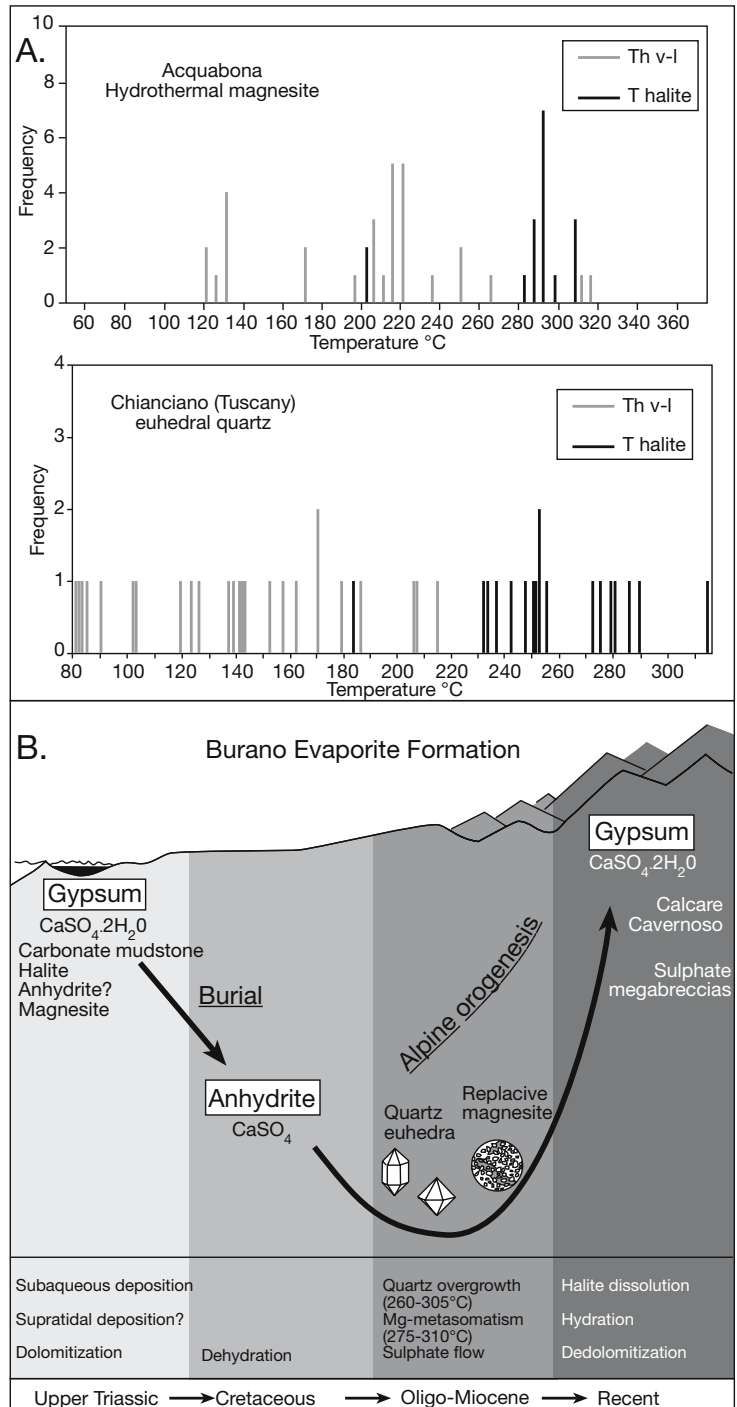 A.
Acquabona
Hydrothermal magnesite
Th v-l
T halite
Frequency
10
8
6
4
2
0
60 80 100 120 140 160 180 200 220 240 260 280 300 320 340 360
Temperature °C
Chianciano (Tuscany)
euhedral quartz
Th v-l
T halite
Frequency
4
3
2
1
0
80 100 120 140 160 180 200 220 240 260 280 300
Temperature °C
B.
Burano Evaporite Formation
Gypsum
CaSO4.2H20
Carbonate mudstone
Halite
Anhydrite?
Magnesite
Burial
Anhydrite
CaSO4
Alpine orogenesis
Quartz
euhedra
Replacive
magnesite
Gypsum
CaSO4.2H20
Calcare
Cavernoso
Sulphate
megabreccias
Subaqueous deposition
Supratidal deposition?
Dolomitization
Dehydration
Quartz overgrowth
(260-305°C)
Mg-metasomatism
(275-310°C)
Sulphate flow
Halite dissolution
Hydration
Dedolomitization
Upper Triassic → Cretaceous → Oligo-Miocene → Recent